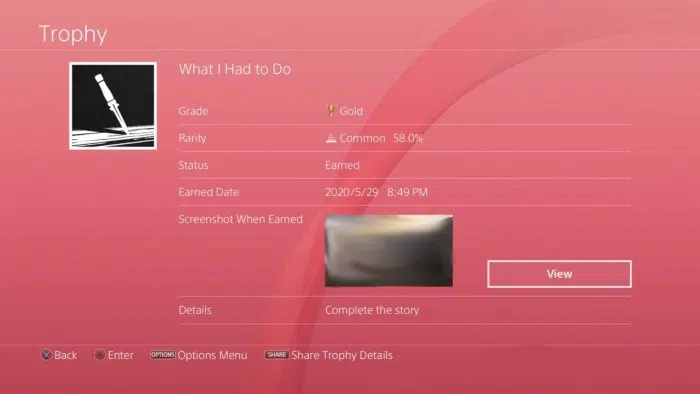 Trophy
What I Had to Do
Grade Gold
Rarity Common 58.0%
Status Earned
Earned Date 2020/5/29 8:49 PM
Screenshot When Earned
View
Details Complete the story
Back Enter OPTIONS Options Menu SHARE Share Trophy Details